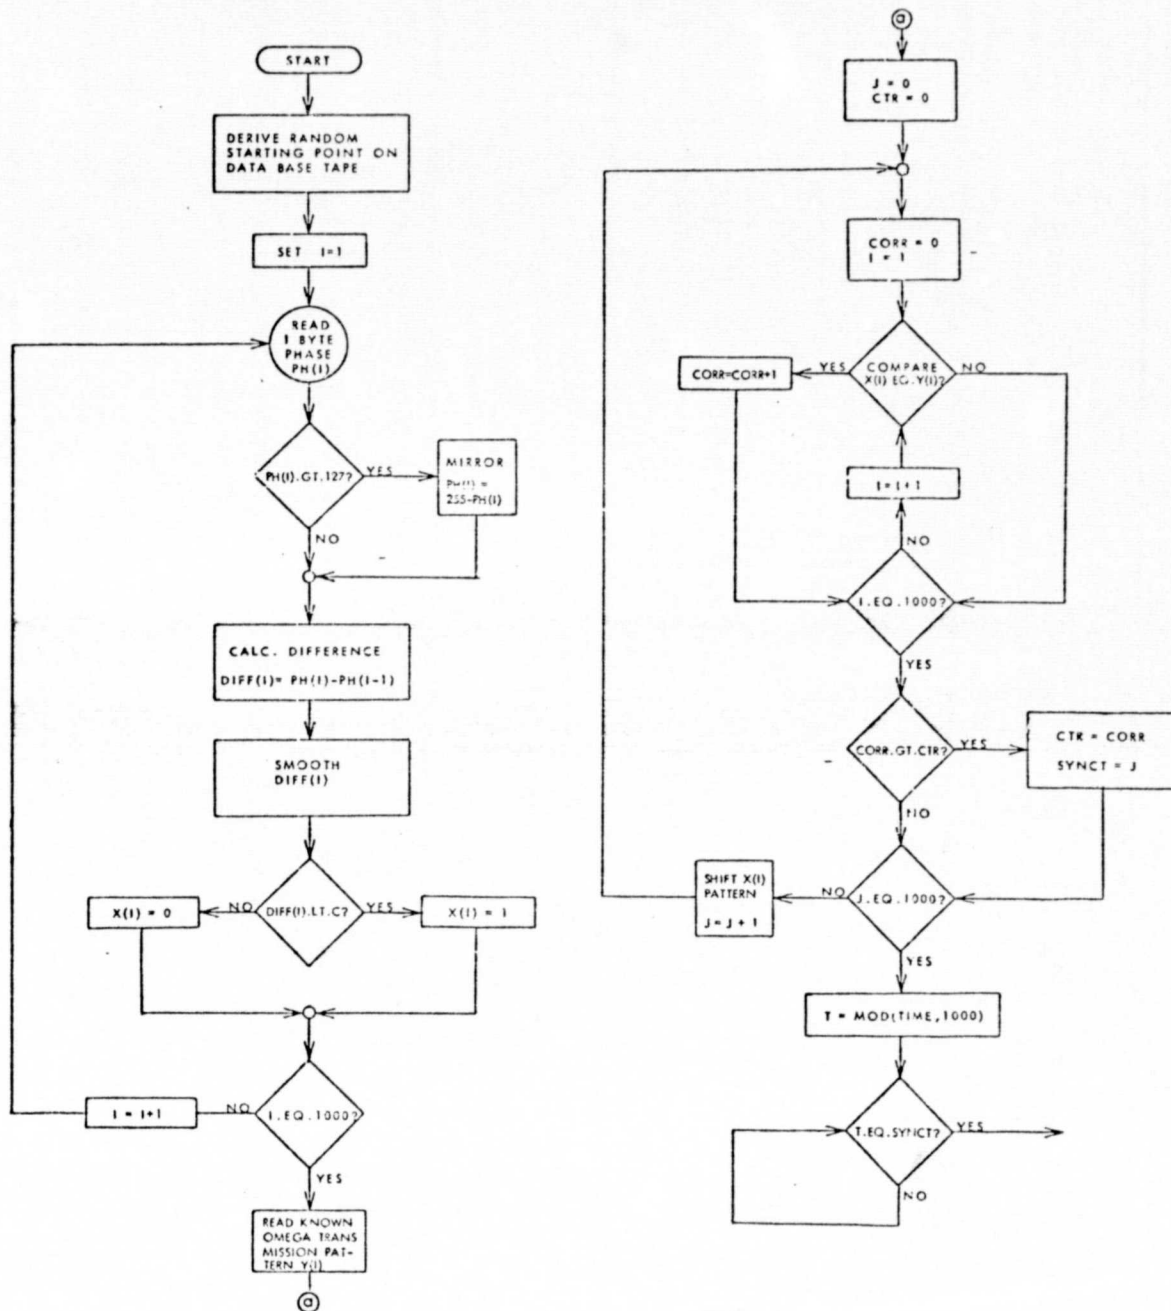 START
DERIVE RANDOM
STARTING POINT ON
DATA BASE TAPE
SET I=1
READ
1 BYTE
PHASE
PH(I)
PH(I).GT.127?
YES
MIRROR
PH(I) =
255-PH(I)
NO
CALC. DIFFERENCE
DIFF(I)= PH(I)-PH(I-1)
SMOOTH
DIFF(I)
DIFF(I).LT.C?
NO
X(I) = 0
YES
X(I) = 1
I.EQ.1000?
NO
I = I+1
YES
READ KNOWN
OMEGA TRANS
MISSION PAT-
TERN Y(I)
a
a
J = 0
CTR = 0
CORR = 0
I = 1
COMPARE
X(I) EQ.Y(I)?
YES
CORR=CORR+1
NO
I=I+1
NO
I.EQ.1000?
YES
CORR.GT.CTR?
YES
CTR = CORR
SYNCT = J
NO
J.EQ.1000?
NO
SHIFT X(I)
PATTERN
J=J+1
YES
T = MOD(TIME,1000)
T.EQ.SYNCT?
YES
NO